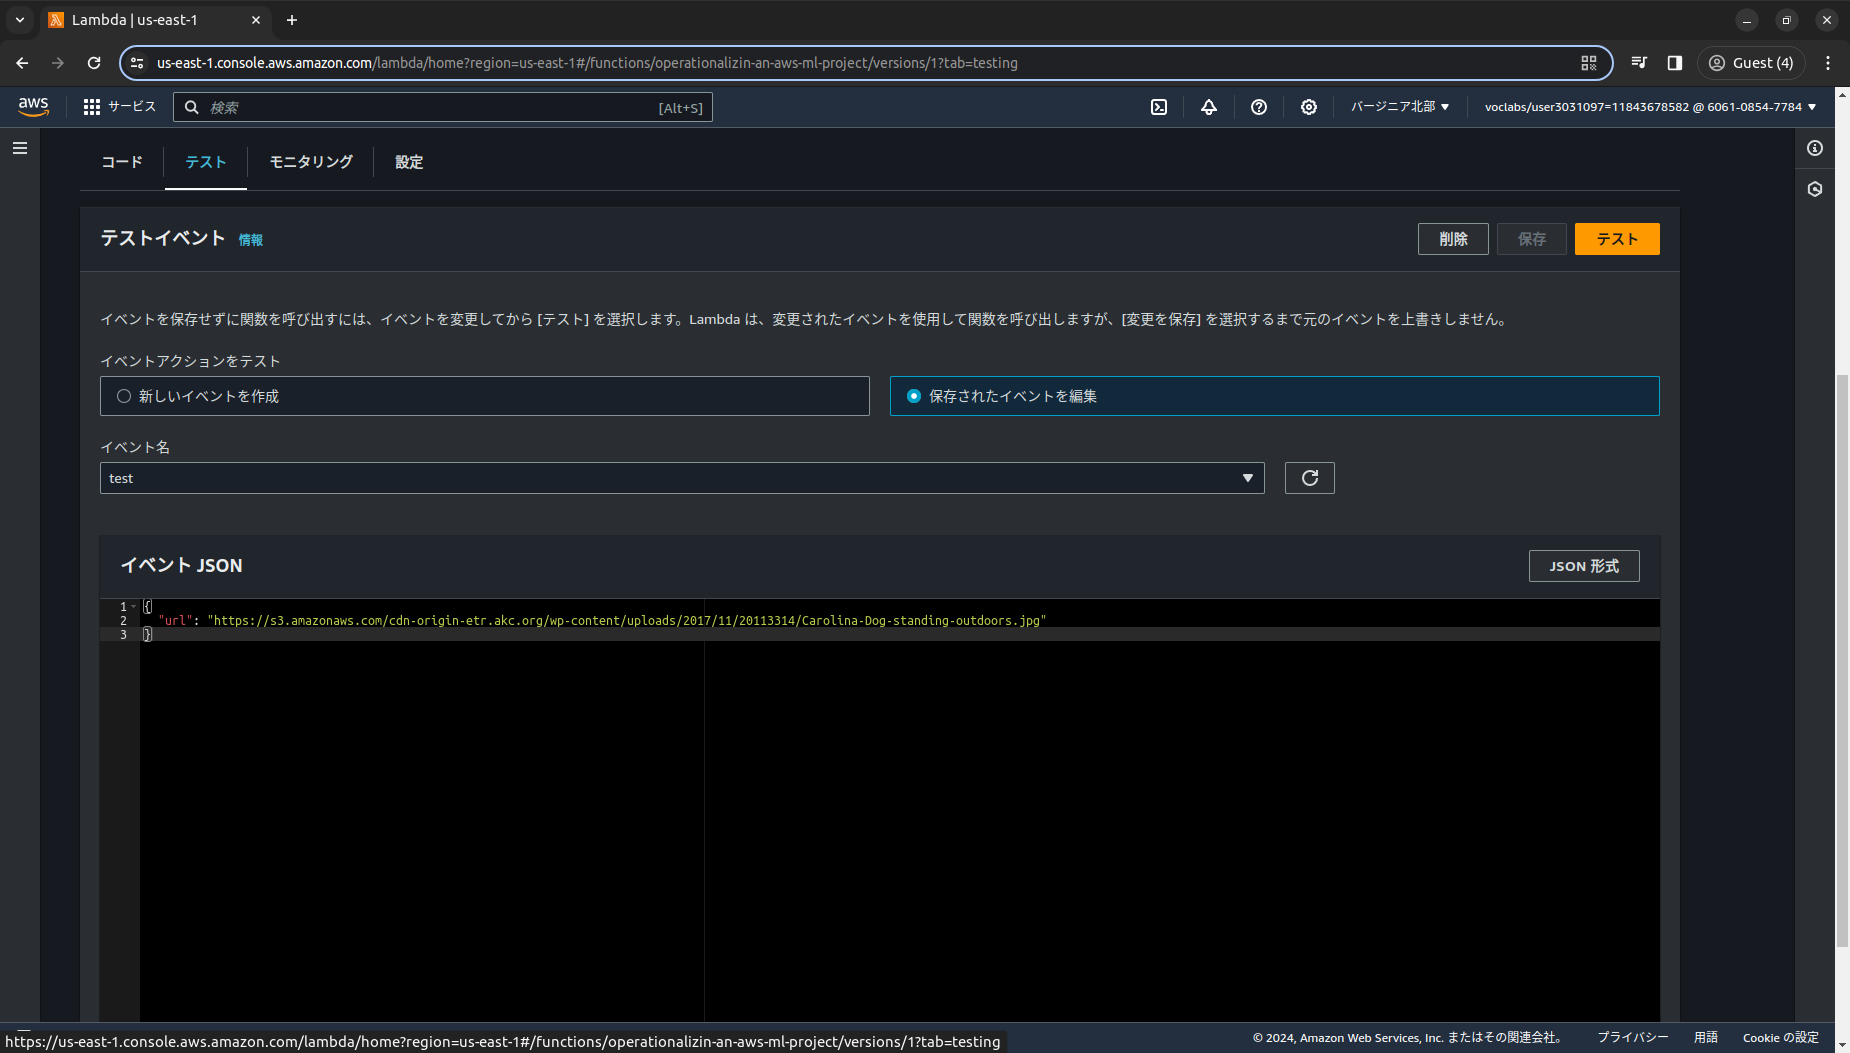 Lambda | us-east-1
us-east-1.console.aws.amazon.com/lambda/home?region=us-east-1#/functions/operationalizin-an-aws-ml-project/versions/1?tab=testing
Guest (4)
aws
サービス
検索
[Alt+S]
バージニア北部
voclabs/user3031097=11843678582 @ 6061-0854-7784
コード
テスト
モニタリング
設定
テストイベント 情報
削除
保存
テスト
イベントを保存せずに関数を呼び出すには、イベントを変更してから [テスト] を選択します。Lambda は、変更されたイベントを使用して関数を呼び出しますが、[変更を保存] を選択するまで元のイベントを上書きしません。
イベントアクションをテスト
新しいイベントを作成
保存されたイベントを編集
イベント名
test
イベント JSON
JSON 形式
1 {
2 "url": "https://s3.amazonaws.com/cdn-origin-etr.akc.org/wp-content/uploads/2017/11/20113314/Carolina-Dog-standing-outdoors.jpg"
3 }
https://us-east-1.console.aws.amazon.com/lambda/home?region=us-east-1#/functions/operationalizin-an-aws-ml-project/versions/1?tab=testing
© 2024, Amazon Web Services, Inc. またはその関連会社。
プライバシー
用語
Cookie の設定